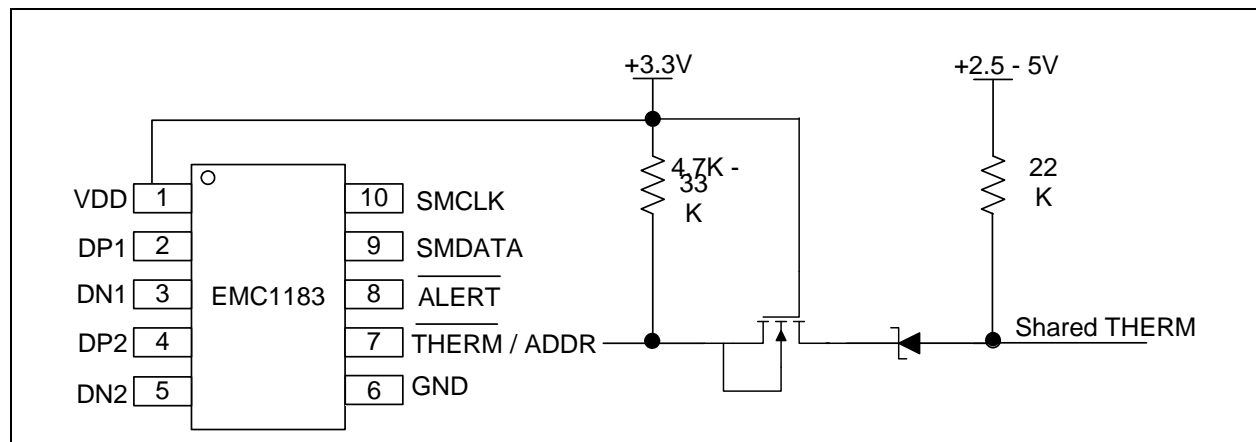 +3.3V
+2.5 - 5V
4.7K -
33
K
22
K
VDD 1
10 SMCLK
DP1 2
9 SMDATA
DN1 3
EMC1183
8 ALERT
DP2 4
7 THERM / ADDR
Shared THERM
DN2 5
6 GND